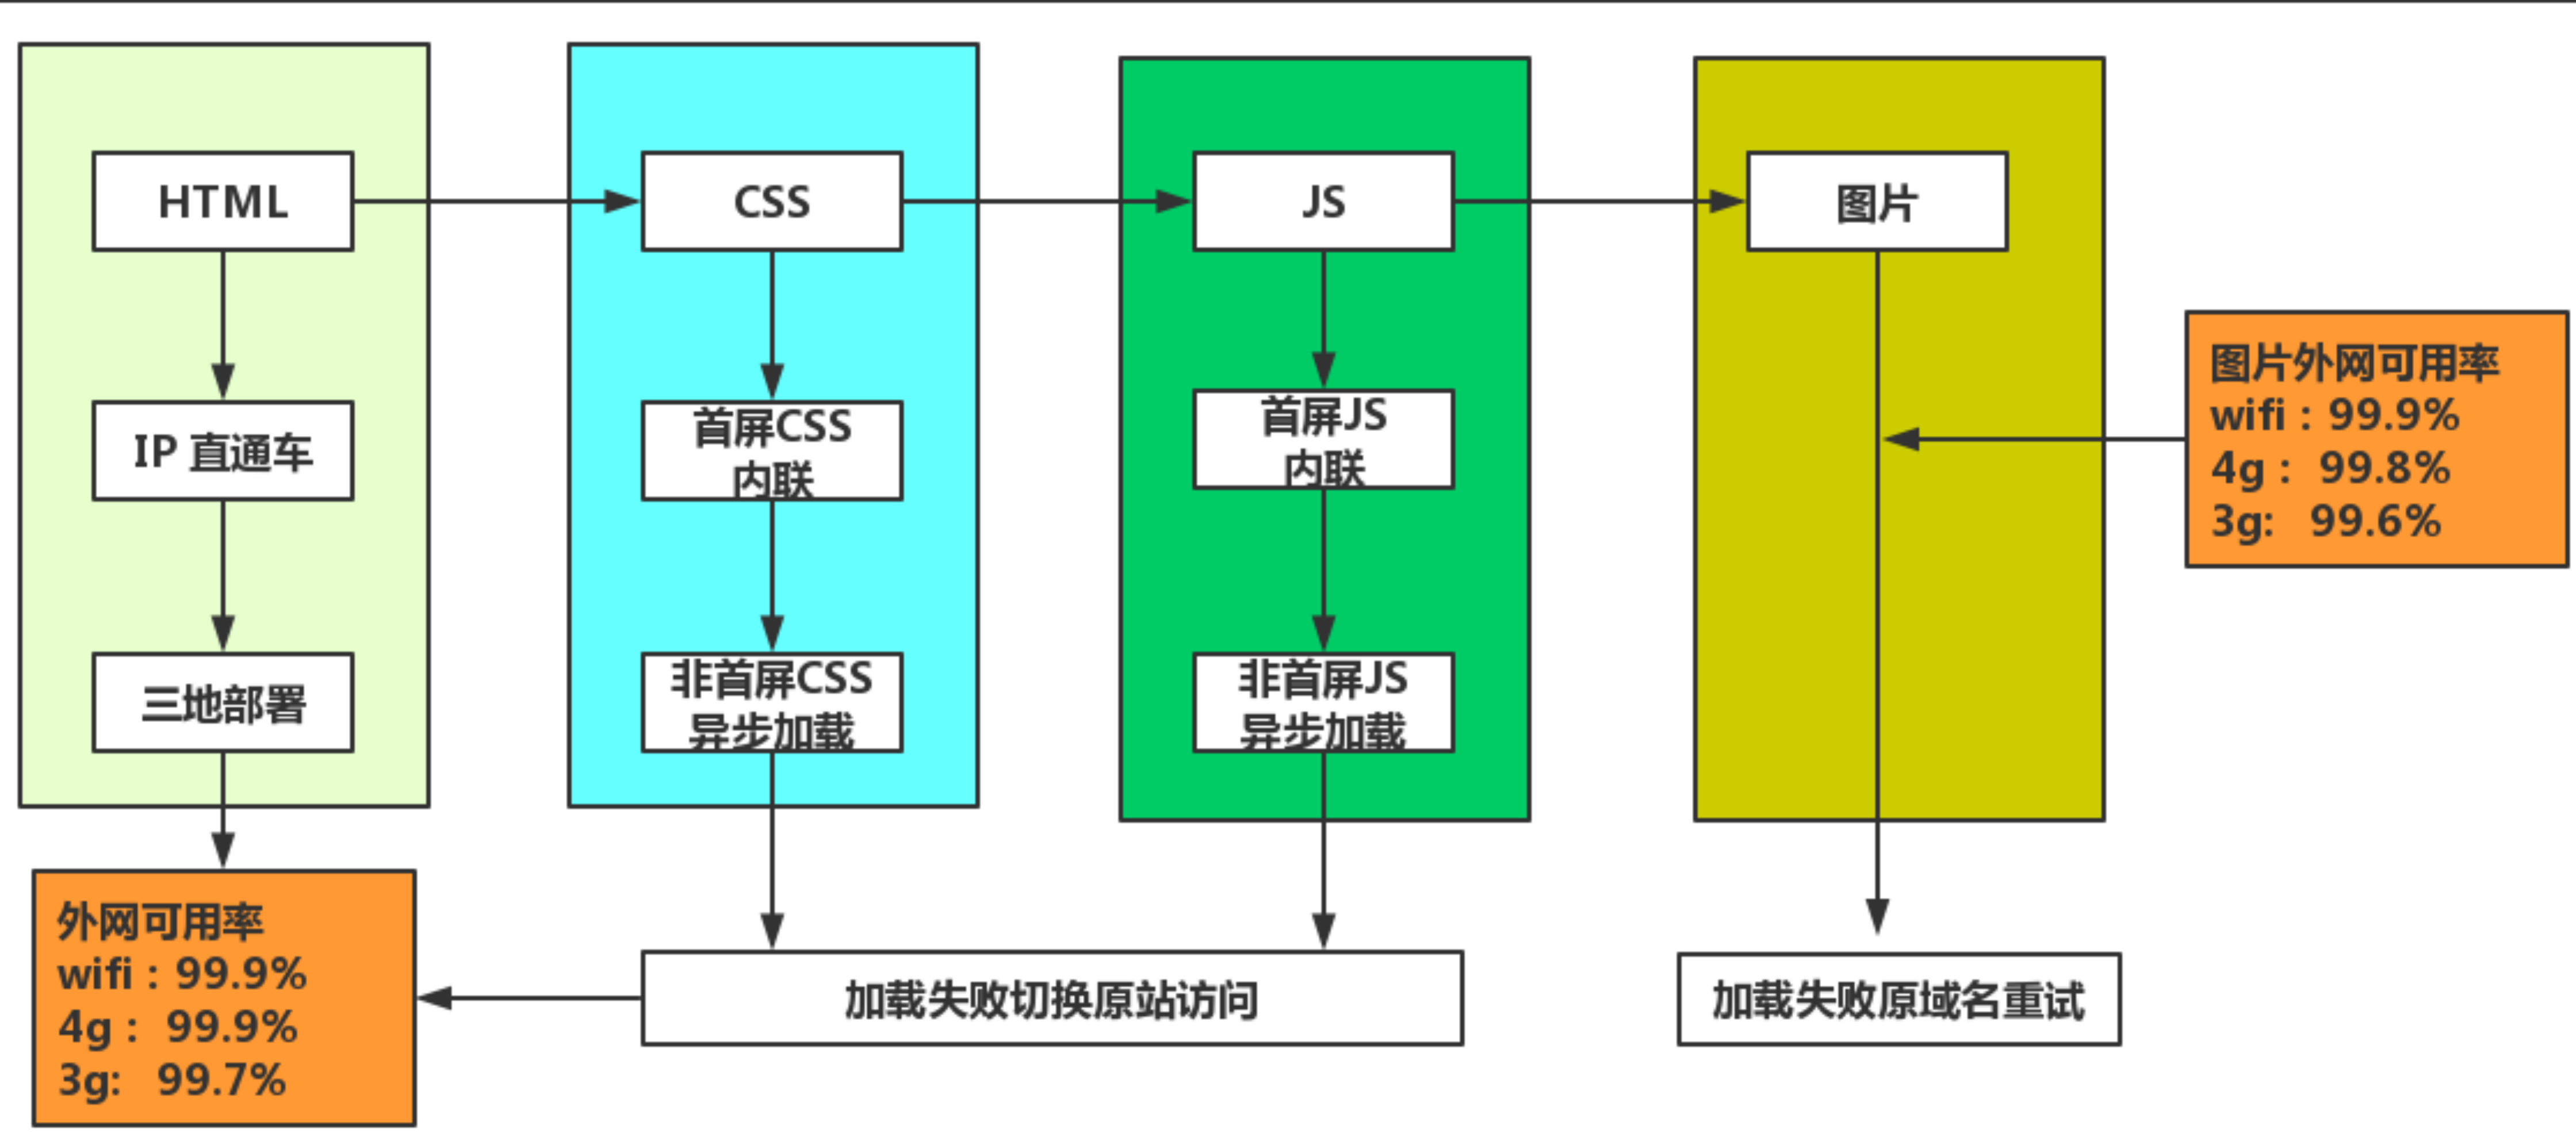 HTML
CSS
JS
图片
IP 直通车
首屏CSS
内联
首屏JS
内联
图片外网可用率
wifi：99.9%
4g： 99.8%
3g: 99.6%
三地部署
非首屏CSS
异步加载
非首屏JS
异步加载
外网可用率
wifi：99.9%
4g： 99.9%
3g: 99.7%
加载失败切换原站访问
加载失败原域名重试